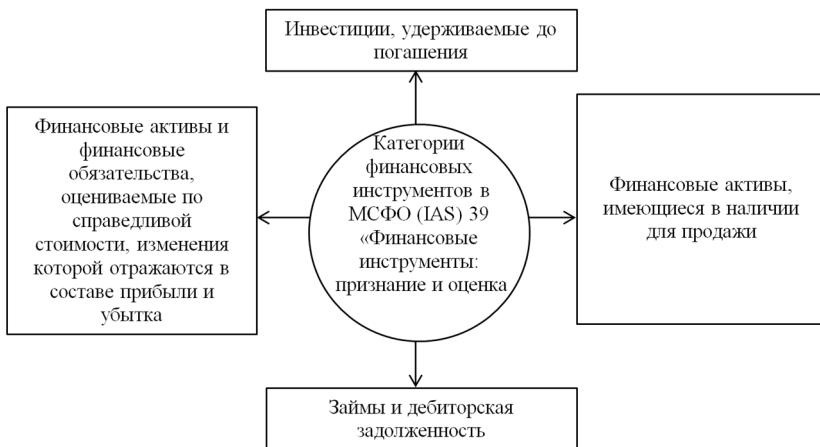 Инвестиции, удерживаемые до
погашения
Финансовые активы и
финансовые
обязательства,
оцениваемые по
справедливой
стоимости, изменения
которой отражаются в
составе прибыли и
убытка
Категории
финансовых
инструментов в
МСФО (IAS) 39
«Финансовые
инструменты:
признание и оценка
Финансовые активы,
имеющиеся в наличии
для продажи
Займы и дебиторская
задолженность